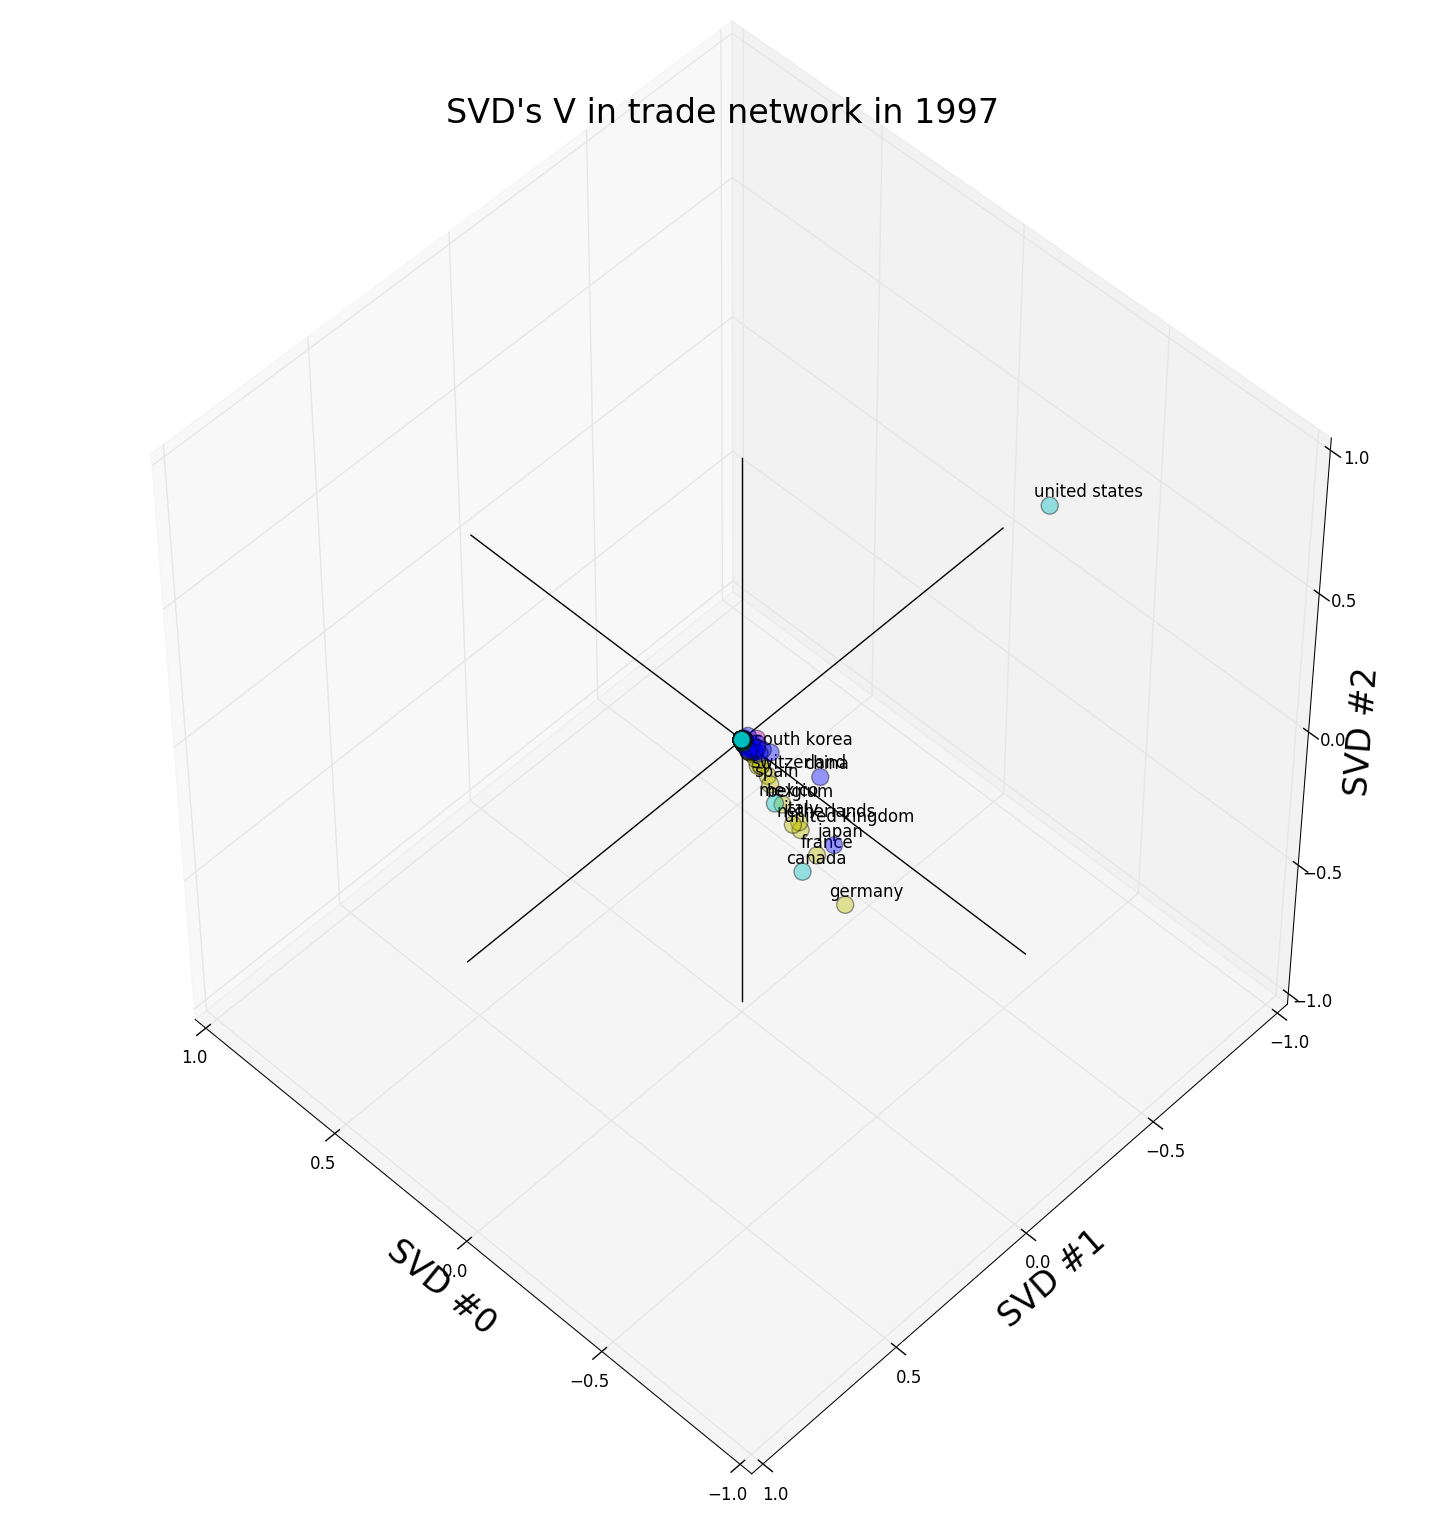 SVD's V in trade network in 1997
1.0
united states
0.5
SVD #2
0.0
south korea
switzerland
china
spain
mexico
belgium
italy
netherlands
united kingdom
japan
france
canada
germany
−0.5
−1.0
1.0
0.5
0.0
−0.5
−1.0
SVD #0
−1.0
−0.5
0.0
0.5
1.0
SVD #1